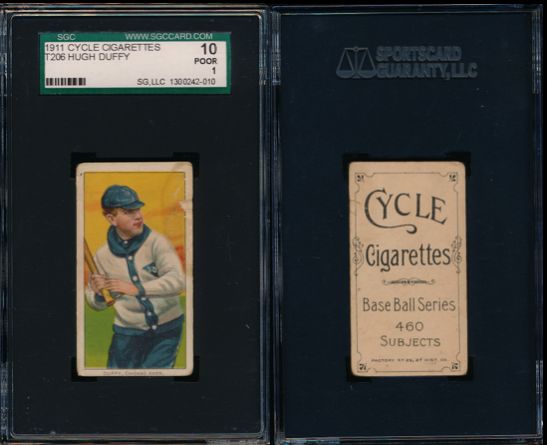 SGC WWW.SGCCARD.COM
1911 CYCLE CIGARETTES
T206 HUGH DUFFY
10
POOR
1
SG, LLC 1300242-010
DUFFY, CHICAGO AMER.
SPORTSCARD
GUARANTY, LLC
CYCLE
Cigarettes
Base Ball Series
460
SUBJECTS